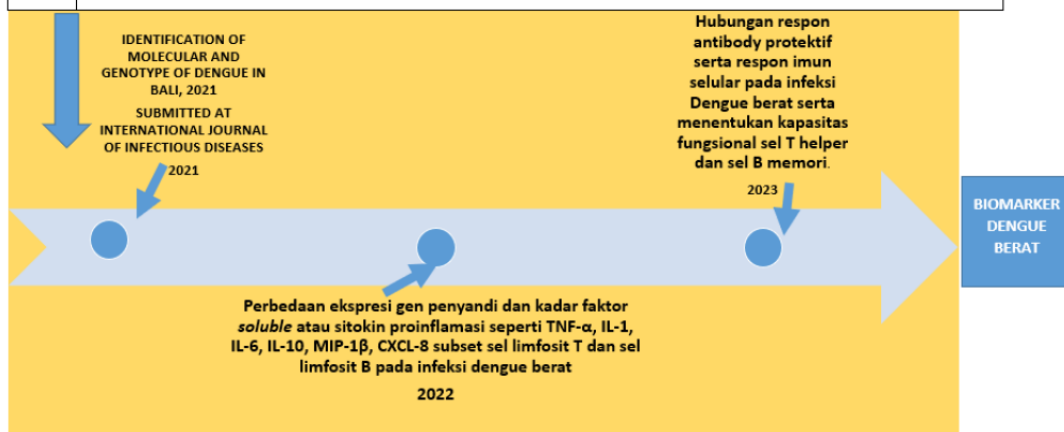 IDENTIFICATION OF
MOLECULAR AND
GENOTYPE OF DENGUE IN
BALI, 2021
SUBMITTED AT
INTERNATIONAL JOURNAL
OF INFECTIOUS DISEASES
2021
Perbedaan ekspresi gen penyandi dan kadar faktor
soluble atau sitokin proinflamasi seperti TNF-α, IL-1,
IL-6, IL-10, MIP-1β, CXCL-8 subset sel limfosit T dan sel
limfosit B pada infeksi dengue berat
2022
Hubungan respon
antibody protektif
serta respon imun
selular pada infeksi
Dengue berat serta
menentukan kapasitas
fungsional sel T helper
dan sel B memori.
2023
BIOMARKER
DENGUE
BERAT